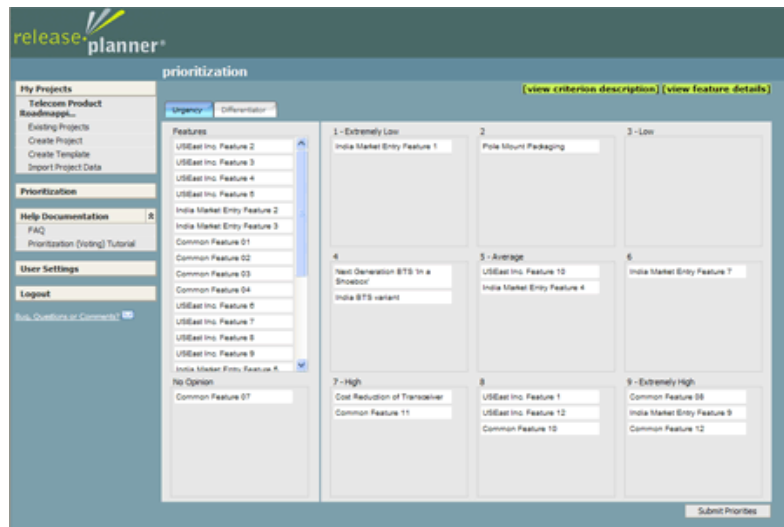 release planner®
prioritization
[view criterion description] [view feature details]
My Projects
Telecom Product
Roadmappi...
Existing Projects
Create Project
Create Template
Import Project Data
Prioritization
Help Documentation
FAQ
Prioritization (Voting) Tutorial
User Settings
Logout
Bug, Questions or Comments?
Urgency
Differentiator
Features
USEast Inc. Feature 2
USEast Inc. Feature 3
USEast Inc. Feature 4
USEast Inc. Feature 5
India Market Entry Feature 2
India Market Entry Feature 3
Common Feature 01
Common Feature 02
Common Feature 03
Common Feature 04
USEast Inc. Feature 6
USEast Inc. Feature 7
USEast Inc. Feature 8
USEast Inc. Feature 9
India Market Entry Feature 5
No Opinion
Common Feature 07
1 - Extremely Low
India Market Entry Feature 1
2
Pole Mount Packaging
3 - Low
4
Next Generation BTS 'In a
Shoebox'
India BTS variant
5 - Average
USEast Inc. Feature 10
India Market Entry Feature 4
6
India Market Entry Feature 7
7 - High
Cost Reduction of Transceiver
Common Feature 11
8
USEast Inc. Feature 1
USEast Inc. Feature 12
Common Feature 10
9 - Extremely High
Common Feature 08
India Market Entry Feature 9
Common Feature 12
Submit Priorities